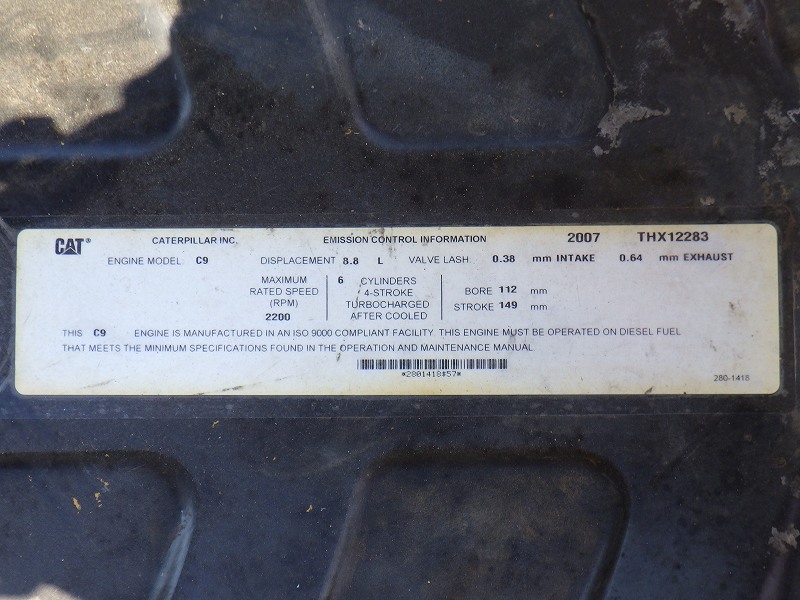 CAT® CATERPILLAR INC. EMISSION CONTROL INFORMATION 2007 THX12283
ENGINE MODEL: C9 DISPLACEMENT 8.8 L VALVE LASH: 0.38 mm INTAKE 0.64 mm EXHAUST
MAXIMUM
RATED SPEED
(RPM)
2200
6 CYLINDERS
4-STROKE
TURBOCHARGED
AFTER COOLED
BORE 112 mm
STROKE 149 mm
THIS C9 ENGINE IS MANUFACTURED IN AN ISO 9000 COMPLIANT FACILITY. THIS ENGINE MUST BE OPERATED ON DIESEL FUEL
THAT MEETS THE MINIMUM SPECIFICATIONS FOUND IN THE OPERATION AND MAINTENANCE MANUAL.
*2801418#57*
280-1418